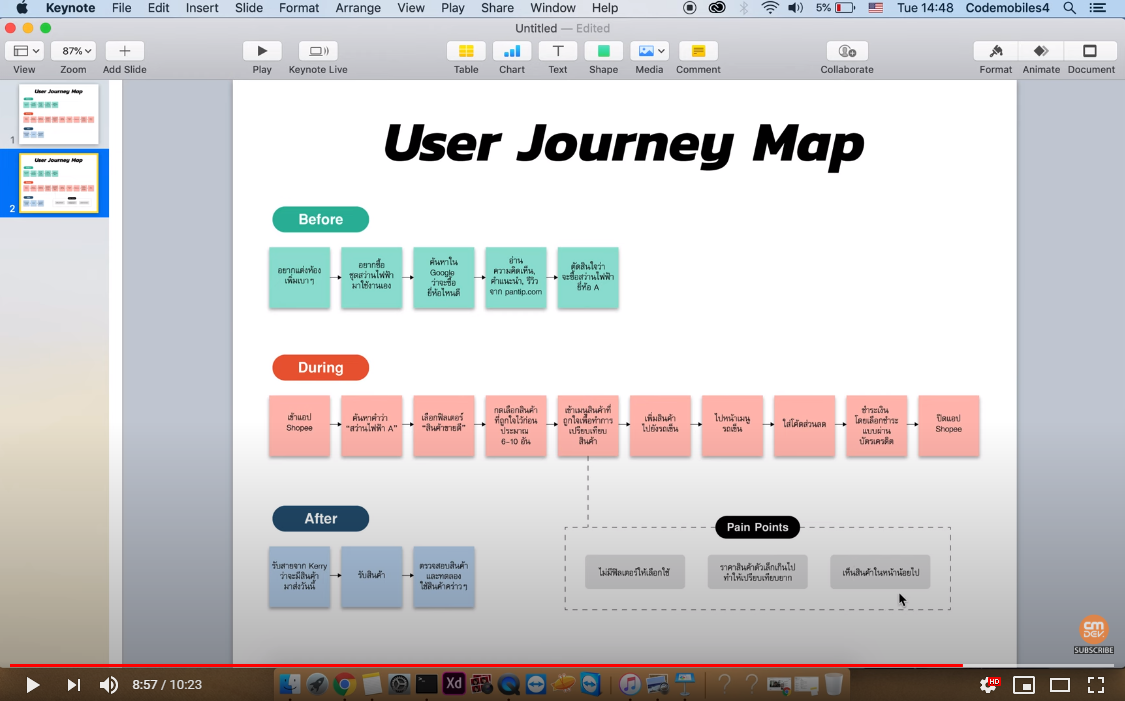 Keynote File Edit Insert Slide Format Arrange View Play Share Window Help 5% Tue 14:48 Codemobiles4
Untitled — Edited
87%
View Zoom Add Slide Play Keynote Live Table Chart Text Shape Media Comment Collaborate Format Animate Document
User Journey Map
1
User Journey Map
2
User Journey Map
Before
อยากแต่งห้อง
เพิ่มเบาๆ
อยากซื้อ
ชุดสว่านไฟฟ้า
มาใช้งานเอง
ค้นหาใน
Google
ว่าจะซื้อ
ยี่ห้อไหนดี
อ่าน
ความคิดเห็น,
คำแนะนำ, รีวิว
จาก pantip.com
ตัดสินใจว่า
จะซื้อสว่านไฟฟ้า
ยี่ห้อ A
During
เข้าแอป
Shopee
ค้นหาคำว่า
“สว่านไฟฟ้า A”
เลือกฟิลเตอร์
“สินค้าขายดี”
กดเลือกสินค้า
ที่ถูกใจไว้ก่อน
ประมาณ
6-10 อัน
เข้าเมนูสินค้าที่
ถูกใจเพื่อทำการ
เปรียบเทียบ
สินค้า
เพิ่มสินค้า
ไปยังรถเข็น
ไปหน้าเมนู
รถเข็น
ใส่โค้ดส่วนลด
ชำระเงิน
โดยเลือกชำระ
แบบผ่าน
บัตรเครดิต
ปิดแอป
Shopee
After
รับสายจาก Kerry
ว่าจะมีสินค้า
มาส่งวันนี้
รับสินค้า
ตรวจสอบสินค้า
และทดลอง
ใช้สินค้าคร่าวๆ
Pain Points
ไม่มีฟิลเตอร์ให้เลือกใช้
ราคาสินค้าตัวเล็กเกินไป
ทำให้เปรียบเทียบยาก
เห็นสินค้าในหน้าน้อยไป
CM
DEV.
SUBSCRIBE
8:57 / 10:23
Xd
HD